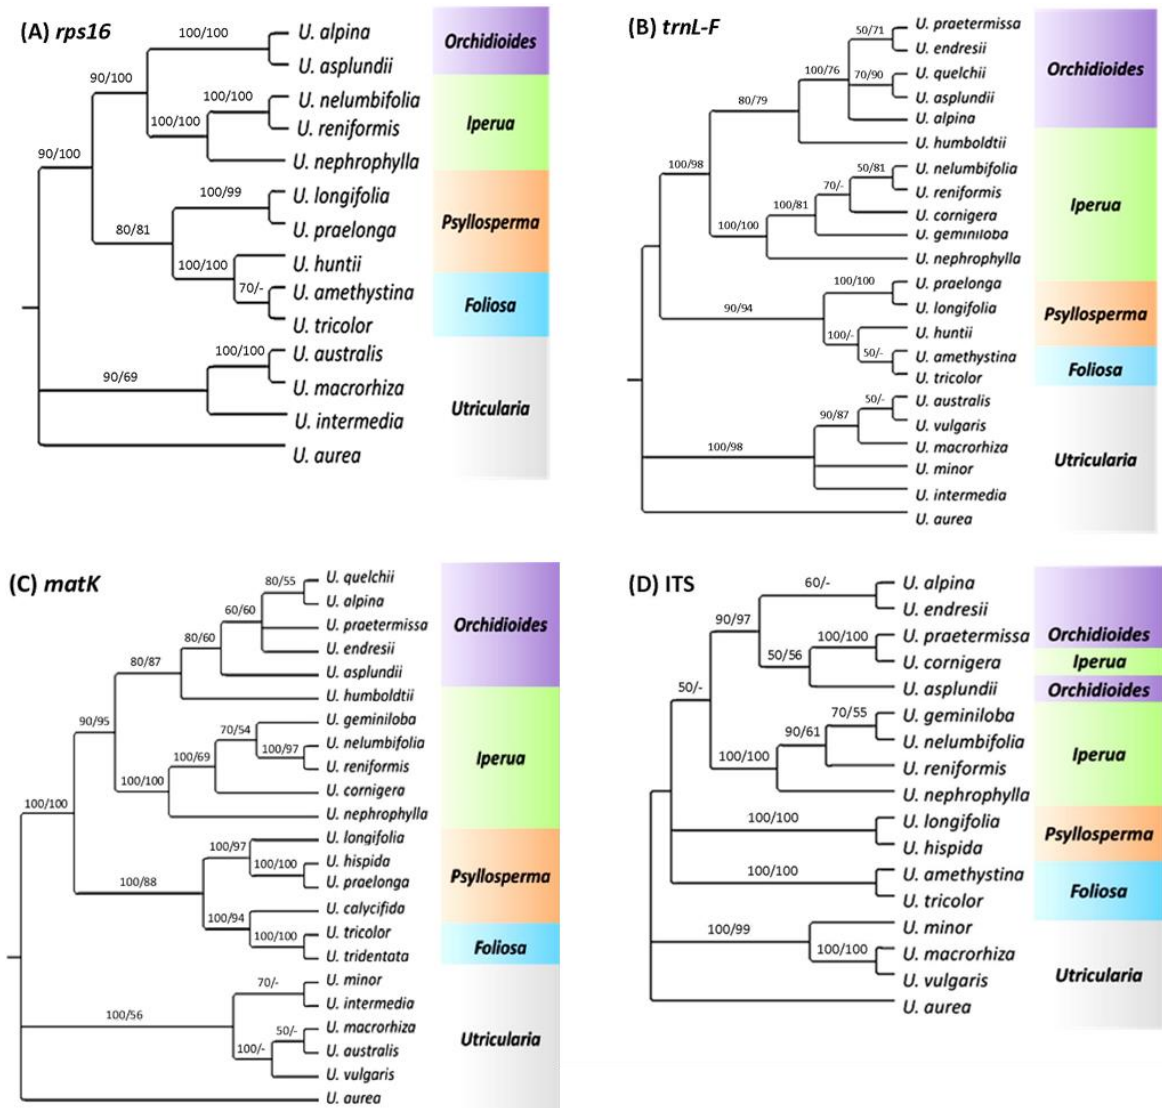 (A) rps16
100/100
U. alpina
U. asplundii
90/100
100/100
U. nelumbifolia
U. reniformis
100/100
U. nephrophylla
90/100
100/99
U. longifolia
U. praelonga
80/81
100/100
U. huntii
70/-
U. amethystina
U. tricolor
100/100
U. australis
U. macrorhiza
90/69
U. intermedia
U. aurea
Orchidioides
Iperua
Psyllosperma
Foliosa
Utricularia
(B) trnL-F
50/71
U. praetermissa
U. endresii
100/76
70/90
U. quelchii
U. asplundii
U. alpina
80/79
U. humboldtii
100/98
50/81
U. nelumbifolia
70/-
U. reniformis
100/81
U. cornigera
U. geminiloba
100/100
U. nephrophylla
100/100
U. praelonga
U. longifolia
90/94
100/-
U. huntii
50/-
U. amethystina
U. tricolor
50/-
U. australis
90/87
U. vulgaris
U. macrorhiza
100/98
U. minor
U. intermedia
U. aurea
Orchidioides
Iperua
Psyllosperma
Foliosa
Utricularia
(C) matK
80/55
U. quelchii
U. alpina
60/60
U. praetermissa
80/60
U. endresii
80/87
U. asplundii
U. humboldtii
90/95
70/54
U. geminiloba
100/97
U. nelumbifolia
100/69
U. reniformis
100/100
U. cornigera
U. nephrophylla
100/100
U. longifolia
100/97
U. hispida
100/100
U. praelonga
100/88
U. calycifida
100/94
U. tricolor
100/100
U. tridentata
70/-
U. minor
U. intermedia
100/56
50/-
U. macrorhiza
100/-
U. australis
U. vulgaris
U. aurea
Orchidioides
Iperua
Psyllosperma
Foliosa
Utricularia
(D) ITS
60/-
U. alpina
U. endresii
90/97
100/100
U. praetermissa
50/56
U. cornigera
U. asplundii
50/-
70/55
U. geminiloba
90/61
U. nelumbifolia
100/100
U. reniformis
U. nephrophylla
100/100
U. longifolia
U. hispida
100/100
U. amethystina
U. tricolor
100/99
U. minor
100/100
U. macrorhiza
U. vulgaris
U. aurea
Orchidioides
Iperua
Orchidioides
Iperua
Psyllosperma
Foliosa
Utricularia